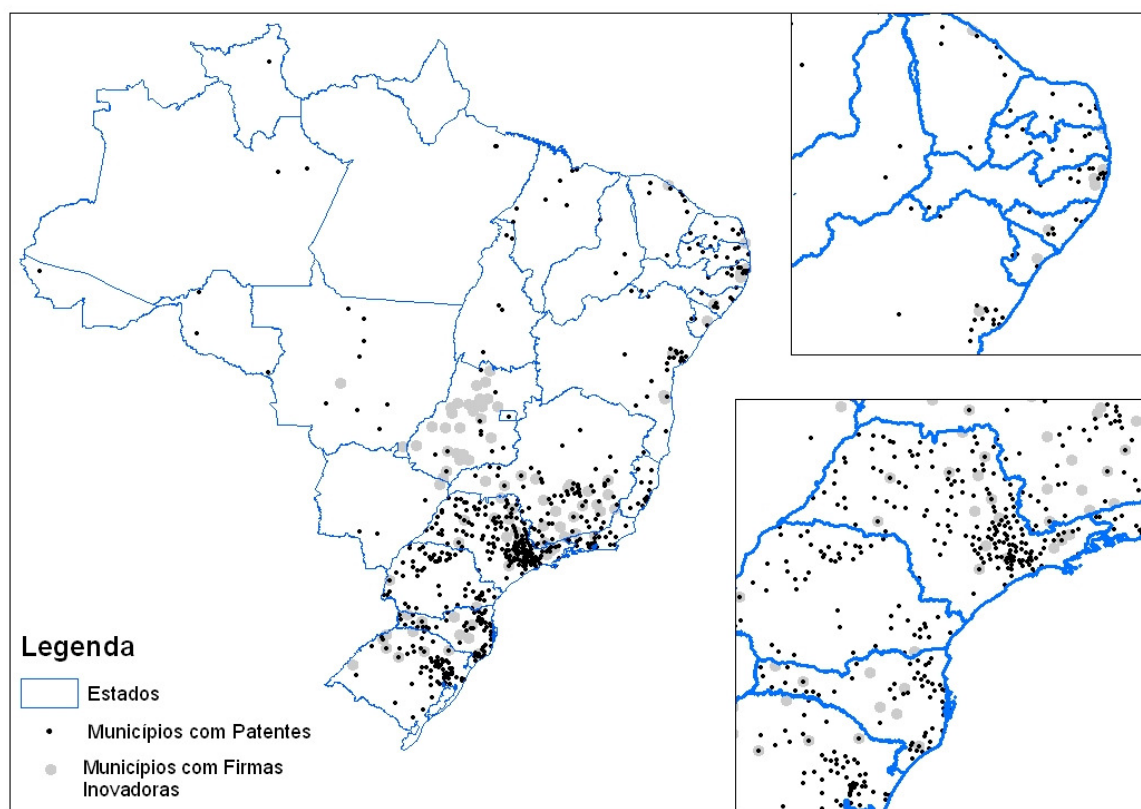 Legenda
Estados
Municípios com Patentes
Municípios com Firmas
Inovadoras